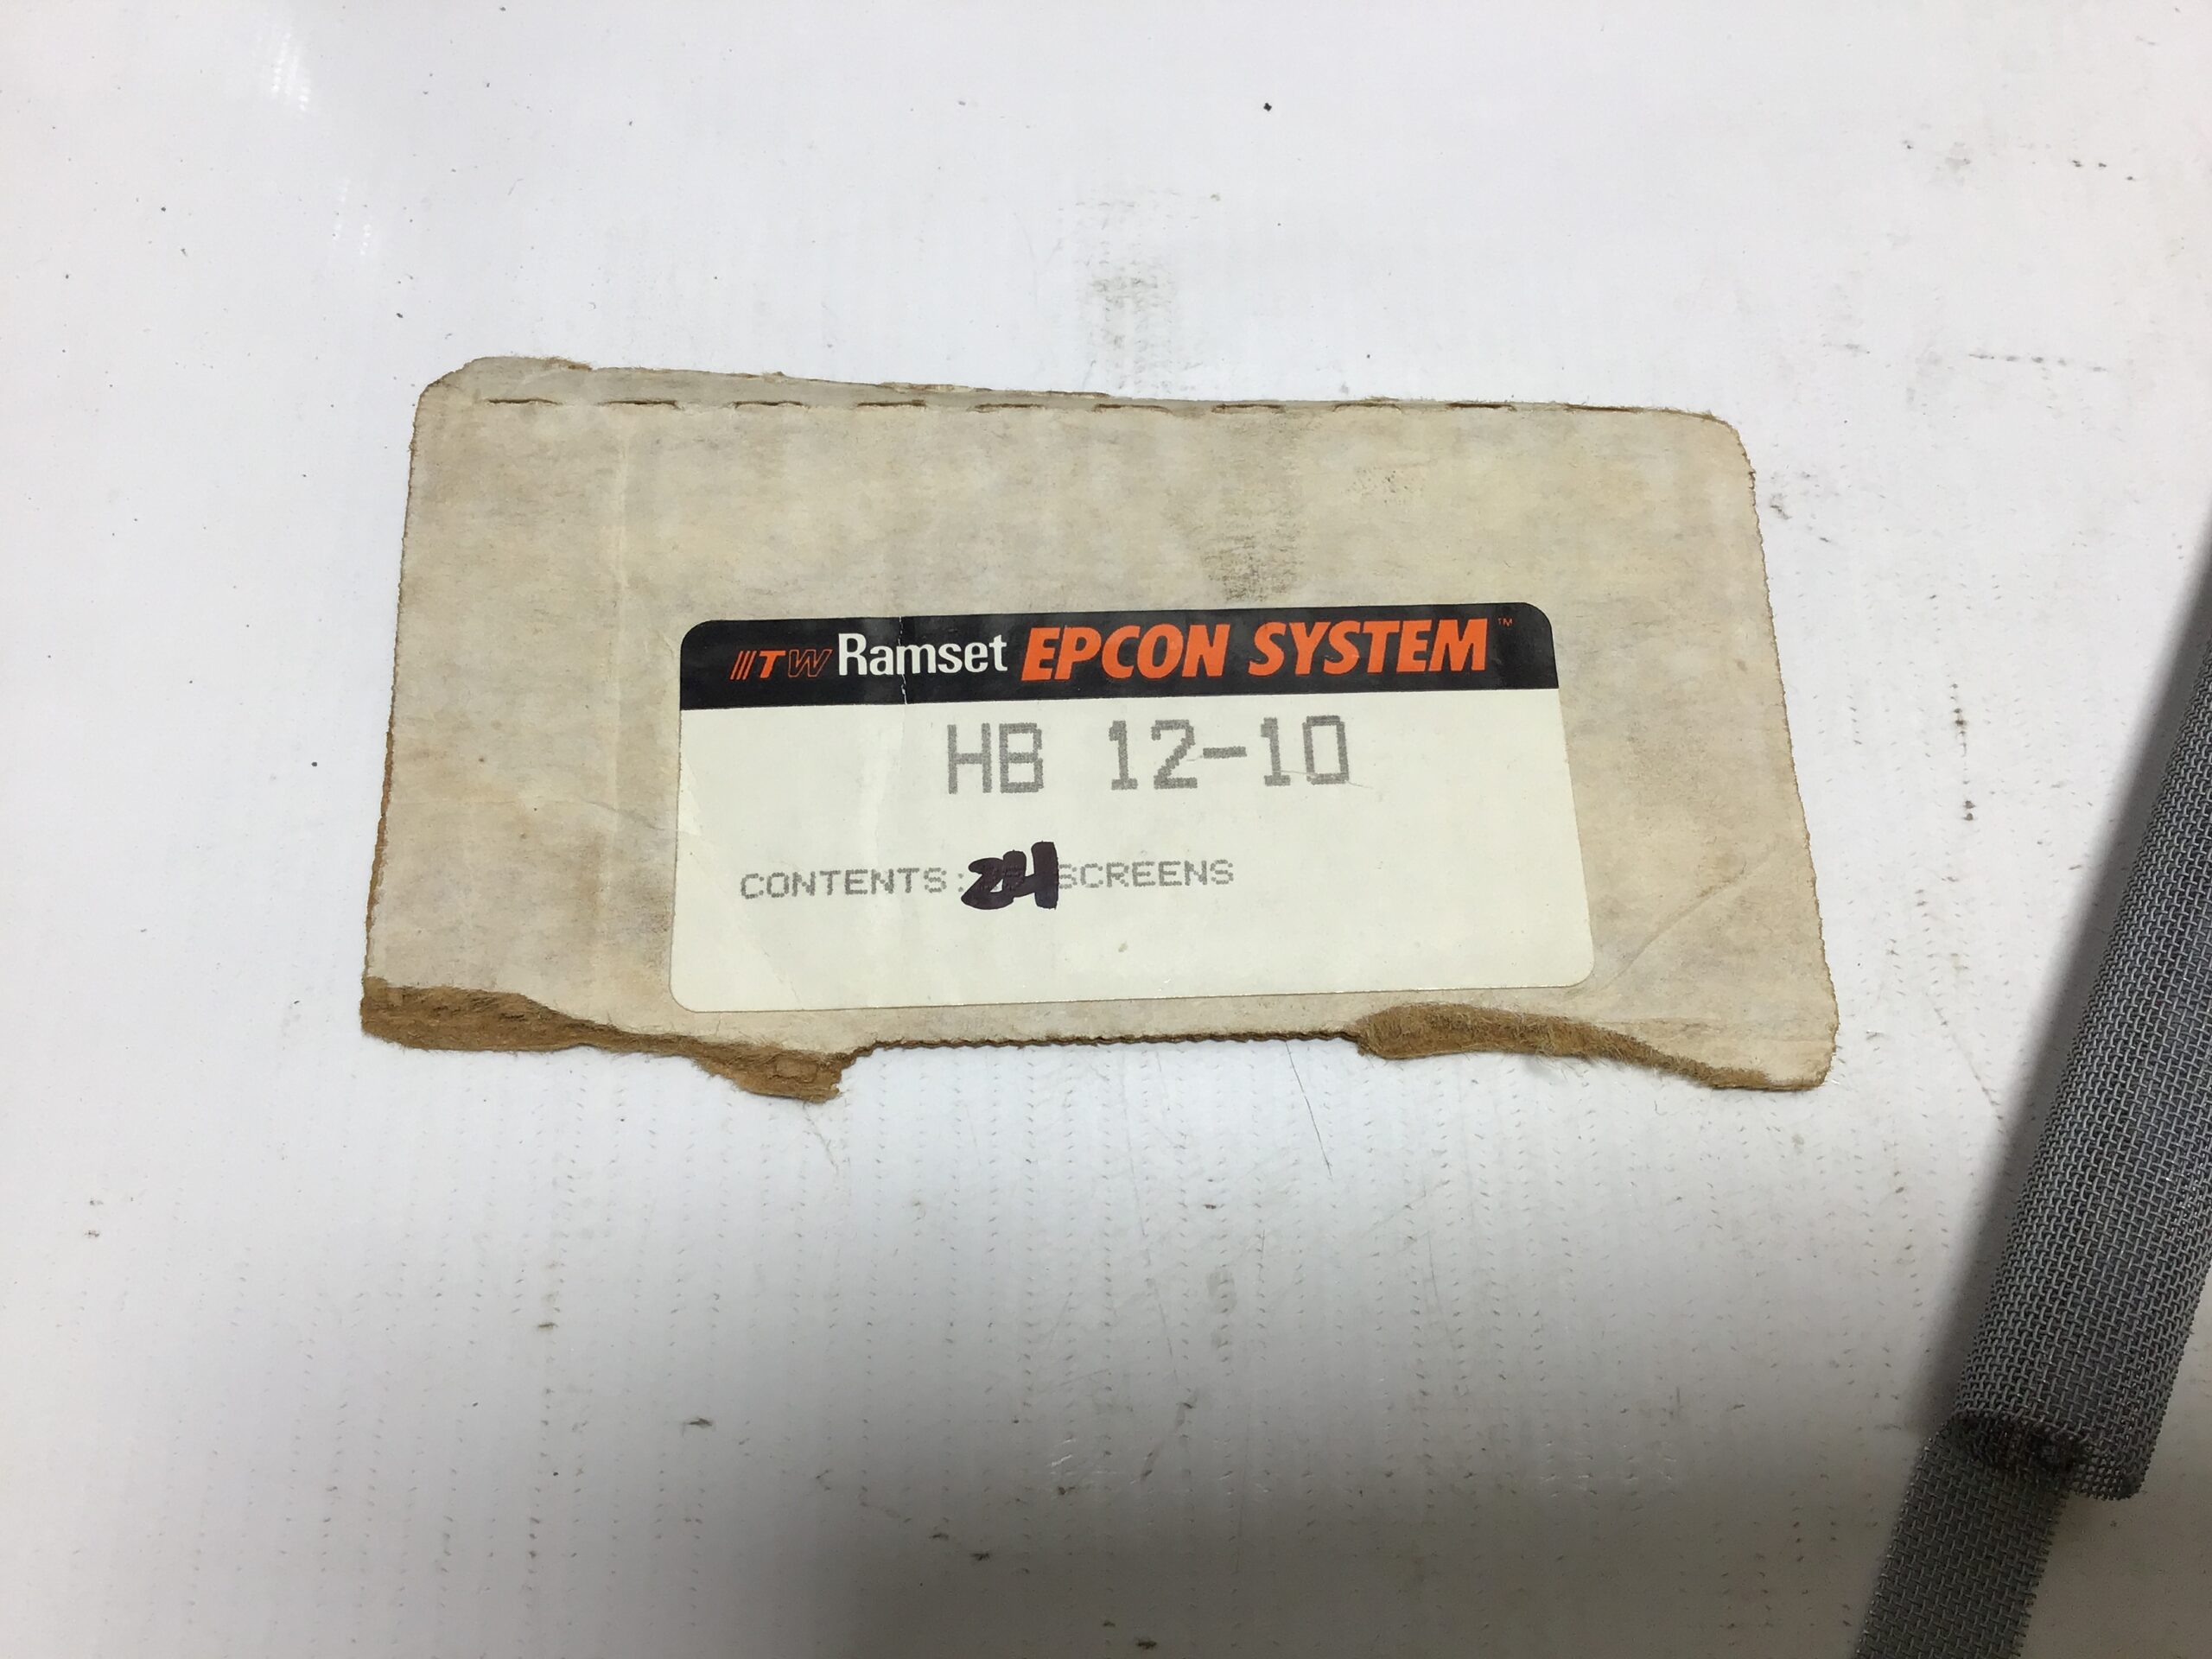 ITW Ramset EPCON SYSTEM™
HB 12-10
CONTENTS: 24 SCREENS